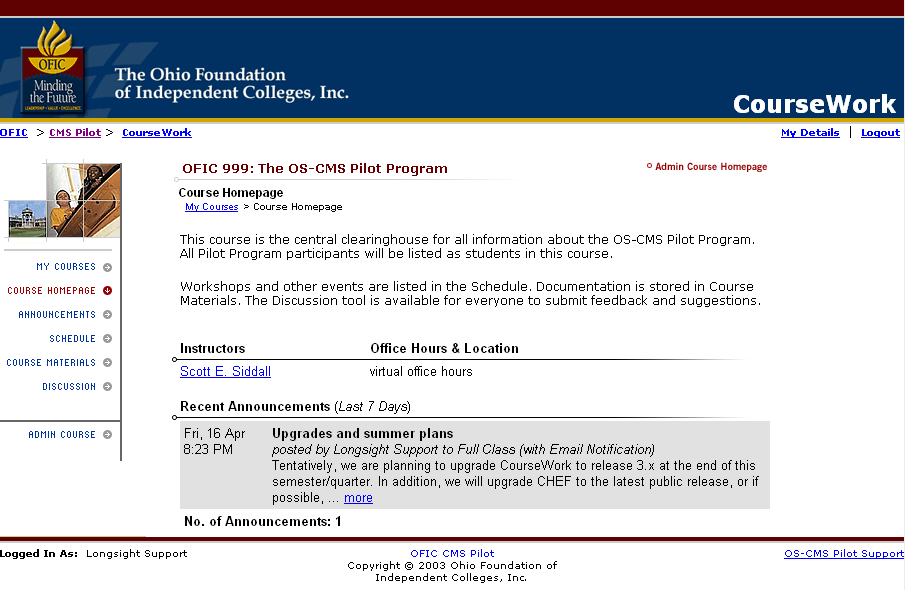 OFIC
Minding
the Future
LEADERSHIP • VALUE • EXCELLENCE
The Ohio Foundation
of Independent Colleges, Inc.
CourseWork
OFIC > CMS Pilot > CourseWork
My Details | Logout
OFIC 999: The OS-CMS Pilot Program
Admin Course Homepage
Course Homepage
My Courses > Course Homepage
This course is the central clearinghouse for all information about the OS-CMS Pilot Program.
All Pilot Program participants will be listed as students in this course.
Workshops and other events are listed in the Schedule. Documentation is stored in Course
Materials. The Discussion tool is available for everyone to submit feedback and suggestions.
MY COURSES
COURSE HOMEPAGE
ANNOUNCEMENTS
SCHEDULE
COURSE MATERIALS
DISCUSSION
ADMIN COURSE
Instructors Office Hours & Location
Scott E. Siddall virtual office hours
Recent Announcements (Last 7 Days)
Fri, 16 Apr Upgrades and summer plans
8:23 PM posted by Longsight Support to Full Class (with Email Notification)
Tentatively, we are planning to upgrade CourseWork to release 3.x at the end of this
semester/quarter. In addition, we will upgrade CHEF to the latest public release, or if
possible, ... more
No. of Announcements: 1
Logged In As: Longsight Support
OFIC CMS Pilot
Copyright © 2003 Ohio Foundation of
Independent Colleges, Inc.
OS-CMS Pilot Support